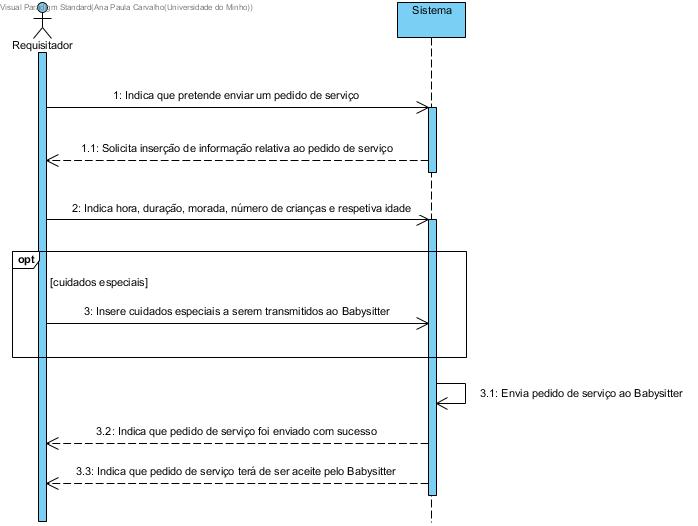 Visual Paradigm Standard(Ana Paula Carvalho(Universidade do Minho))
Sistema
Requisitador
1: Indica que pretende enviar um pedido de serviço
1.1: Solicita inserção de informação relativa ao pedido de serviço
2: Indica hora, duração, morada, número de crianças e respetiva idade
opt
[cuidados especiais]
3: Insere cuidados especiais a serem transmitidos ao Babysitter
3.1: Envia pedido de serviço ao Babysitter
3.2: Indica que pedido de serviço foi enviado com sucesso
3.3: Indica que pedido de serviço terá de ser aceite pelo Babysitter